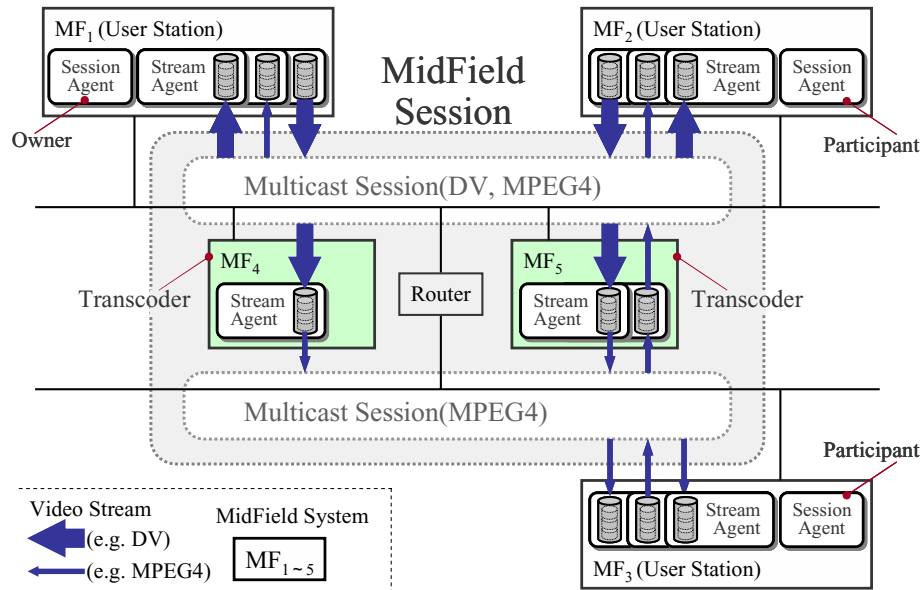 MF1 (User Station)
Session Agent
Stream Agent
Owner
MidField
Session
MF2 (User Station)
Stream Agent
Session Agent
Participant
Multicast Session(DV, MPEG4)
MF4
Stream Agent
Transcoder
Router
MF5
Stream Agent
Transcoder
Multicast Session(MPEG4)
Participant
Stream Agent
Session Agent
MF3 (User Station)
Video Stream
(e.g. DV)
(e.g. MPEG4)
MidField System
MF1~5